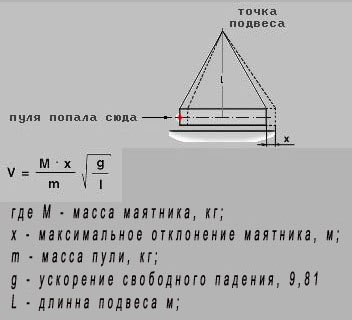 точка
подвеса
l
пуля попала сюда
x
V = M · x / m √ g / l
где M - масса маятника, кг;
x - максимальное отклонение маятника, м;
m - масса пули, кг;
g - ускорение свободного падения, 9,81
L - длинна подвеса м;